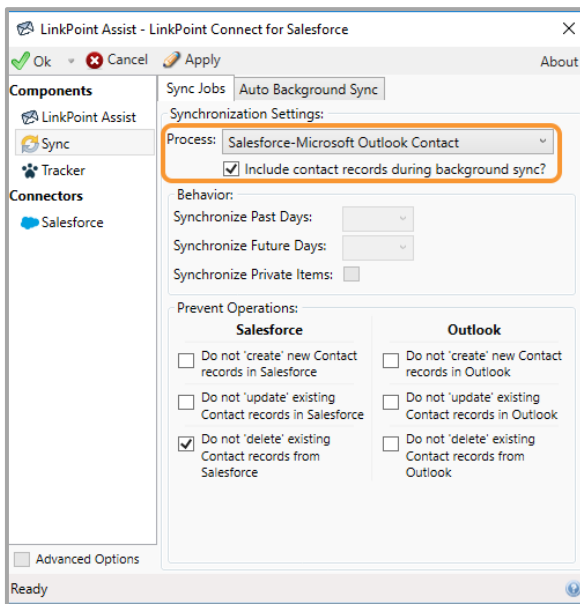 LinkPoint Assist - LinkPoint Connect for Salesforce
Ok Cancel Apply About
Components
LinkPoint Assist
Sync
Tracker
Connectors
Salesforce
Advanced Options
Sync Jobs Auto Background Sync
Synchronization Settings:
Process: Salesforce-Microsoft Outlook Contact
Include contact records during background sync?
Behavior:
Synchronize Past Days:
Synchronize Future Days:
Synchronize Private Items:
Prevent Operations:
Salesforce
Do not 'create' new Contact
records in Salesforce
Do not 'update' existing
Contact records in Salesforce
Do not 'delete' existing
Contact records from
Salesforce
Outlook
Do not 'create' new Contact
records in Outlook
Do not 'update' existing
Contact records in Outlook
Do not 'delete' existing
Contact records from
Outlook
Ready